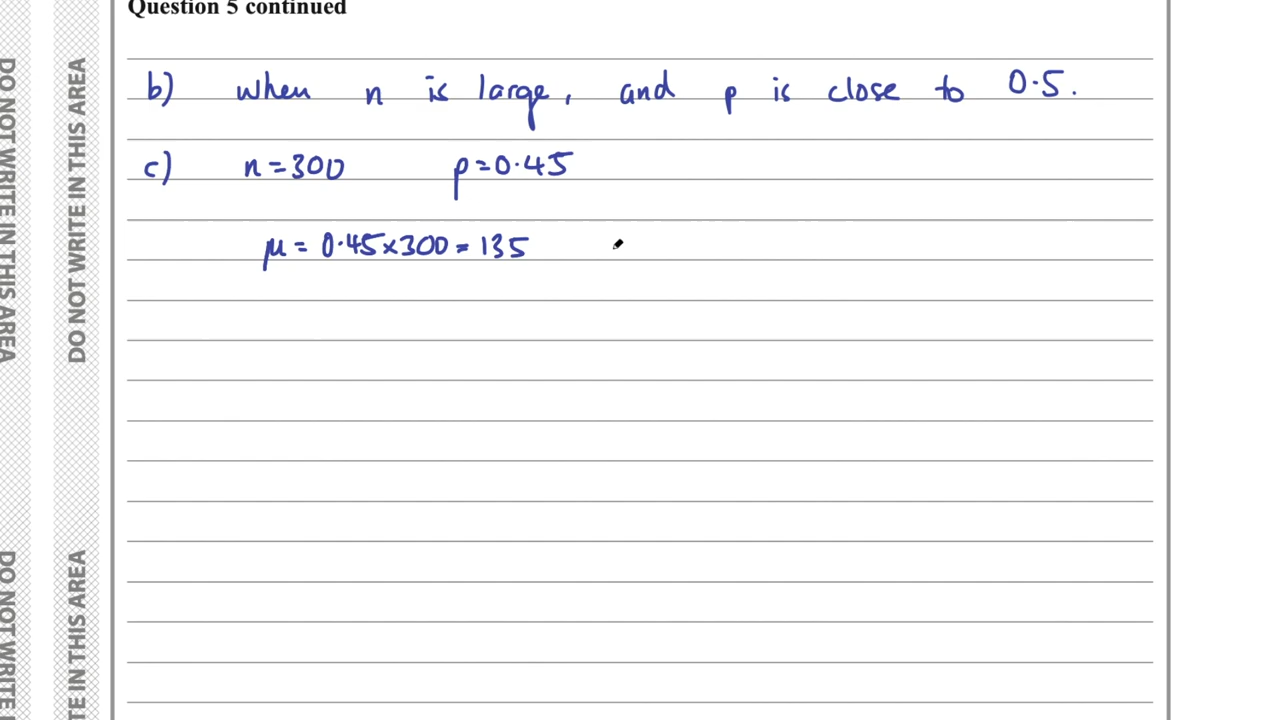 Question 5 continued
b) when n is large, and p is close to 0.5.
c) n = 300 p = 0.45
μ = 0.45 × 300 = 135
DO NOT WRITE IN THIS AREA
DO NOT WRITE IN THIS AREA
DO NOT WRITE
TE IN THIS AREA